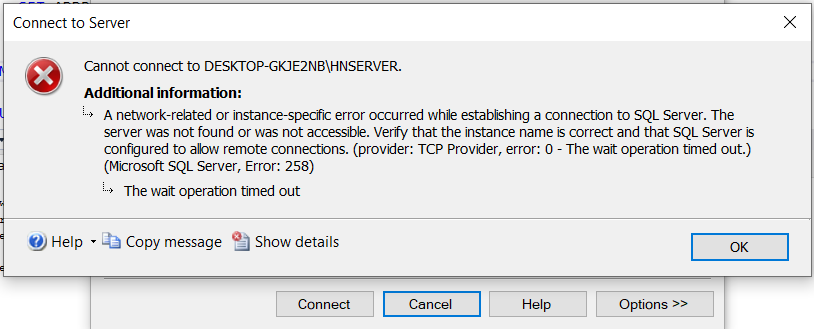 Connect to Server
Cannot connect to DESKTOP-GKJE2NB\HNSERVER.
Additional information:
A network-related or instance-specific error occurred while establishing a connection to SQL Server. The
server was not found or was not accessible. Verify that the instance name is correct and that SQL Server is
configured to allow remote connections. (provider: TCP Provider, error: 0 - The wait operation timed out.)
(Microsoft SQL Server, Error: 258)
The wait operation timed out
Help
Copy message
Show details
OK
Connect
Cancel
Help
Options >>